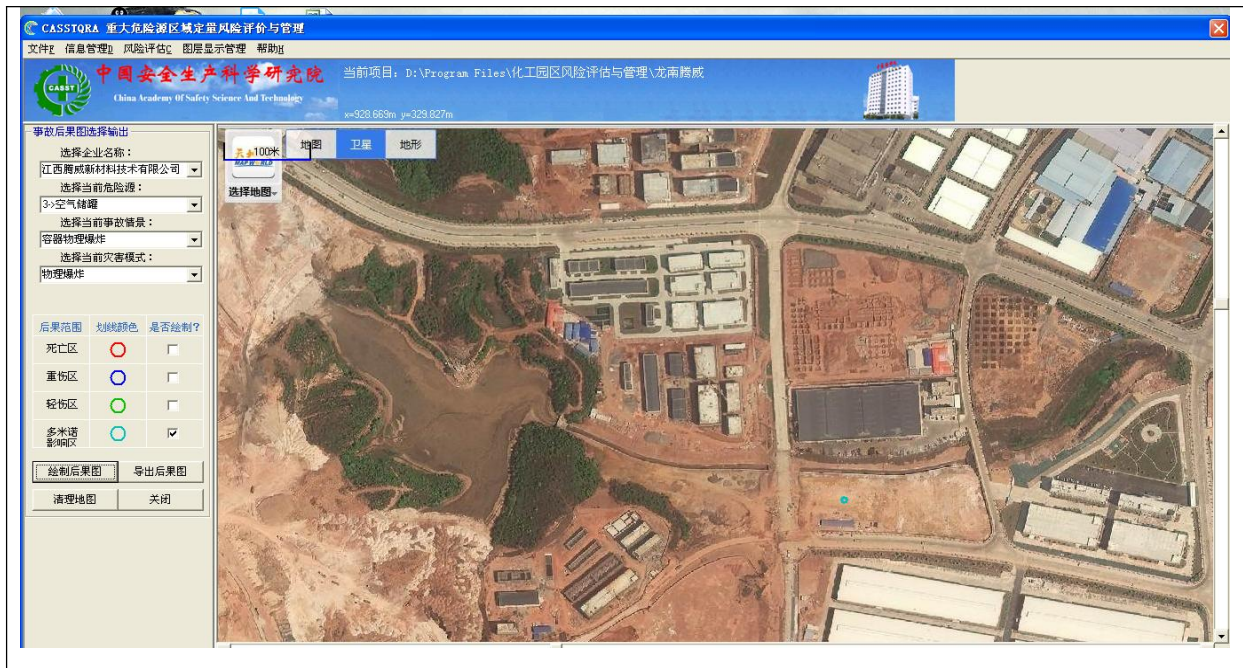 CASSTQRA 重大危险源区域定量风险评价与管理
文件F 信息管理D 风险评估C 图层显示管理 帮助H
CASST
中国安全生产科学研究院
China Academy Of Safety Science And Technology
当前项目：D:\Program Files\化工园区风险评估与管理\龙南腾威
x=928.669m y=329.827m
事故后果图选择输出
选择企业名称：
江西腾威新材料技术有限公司
选择当前危险源：
3->空气储罐
选择当前事故情景：
容器物理爆炸
选择当前灾害模式：
物理爆炸
后果范围 划线颜色 是否绘制?
死亡区
重伤区
轻伤区
多米诺
影响区
绘制后果图 导出后果图
清理地图 关闭
100米
地图 卫星 地形
选择地图